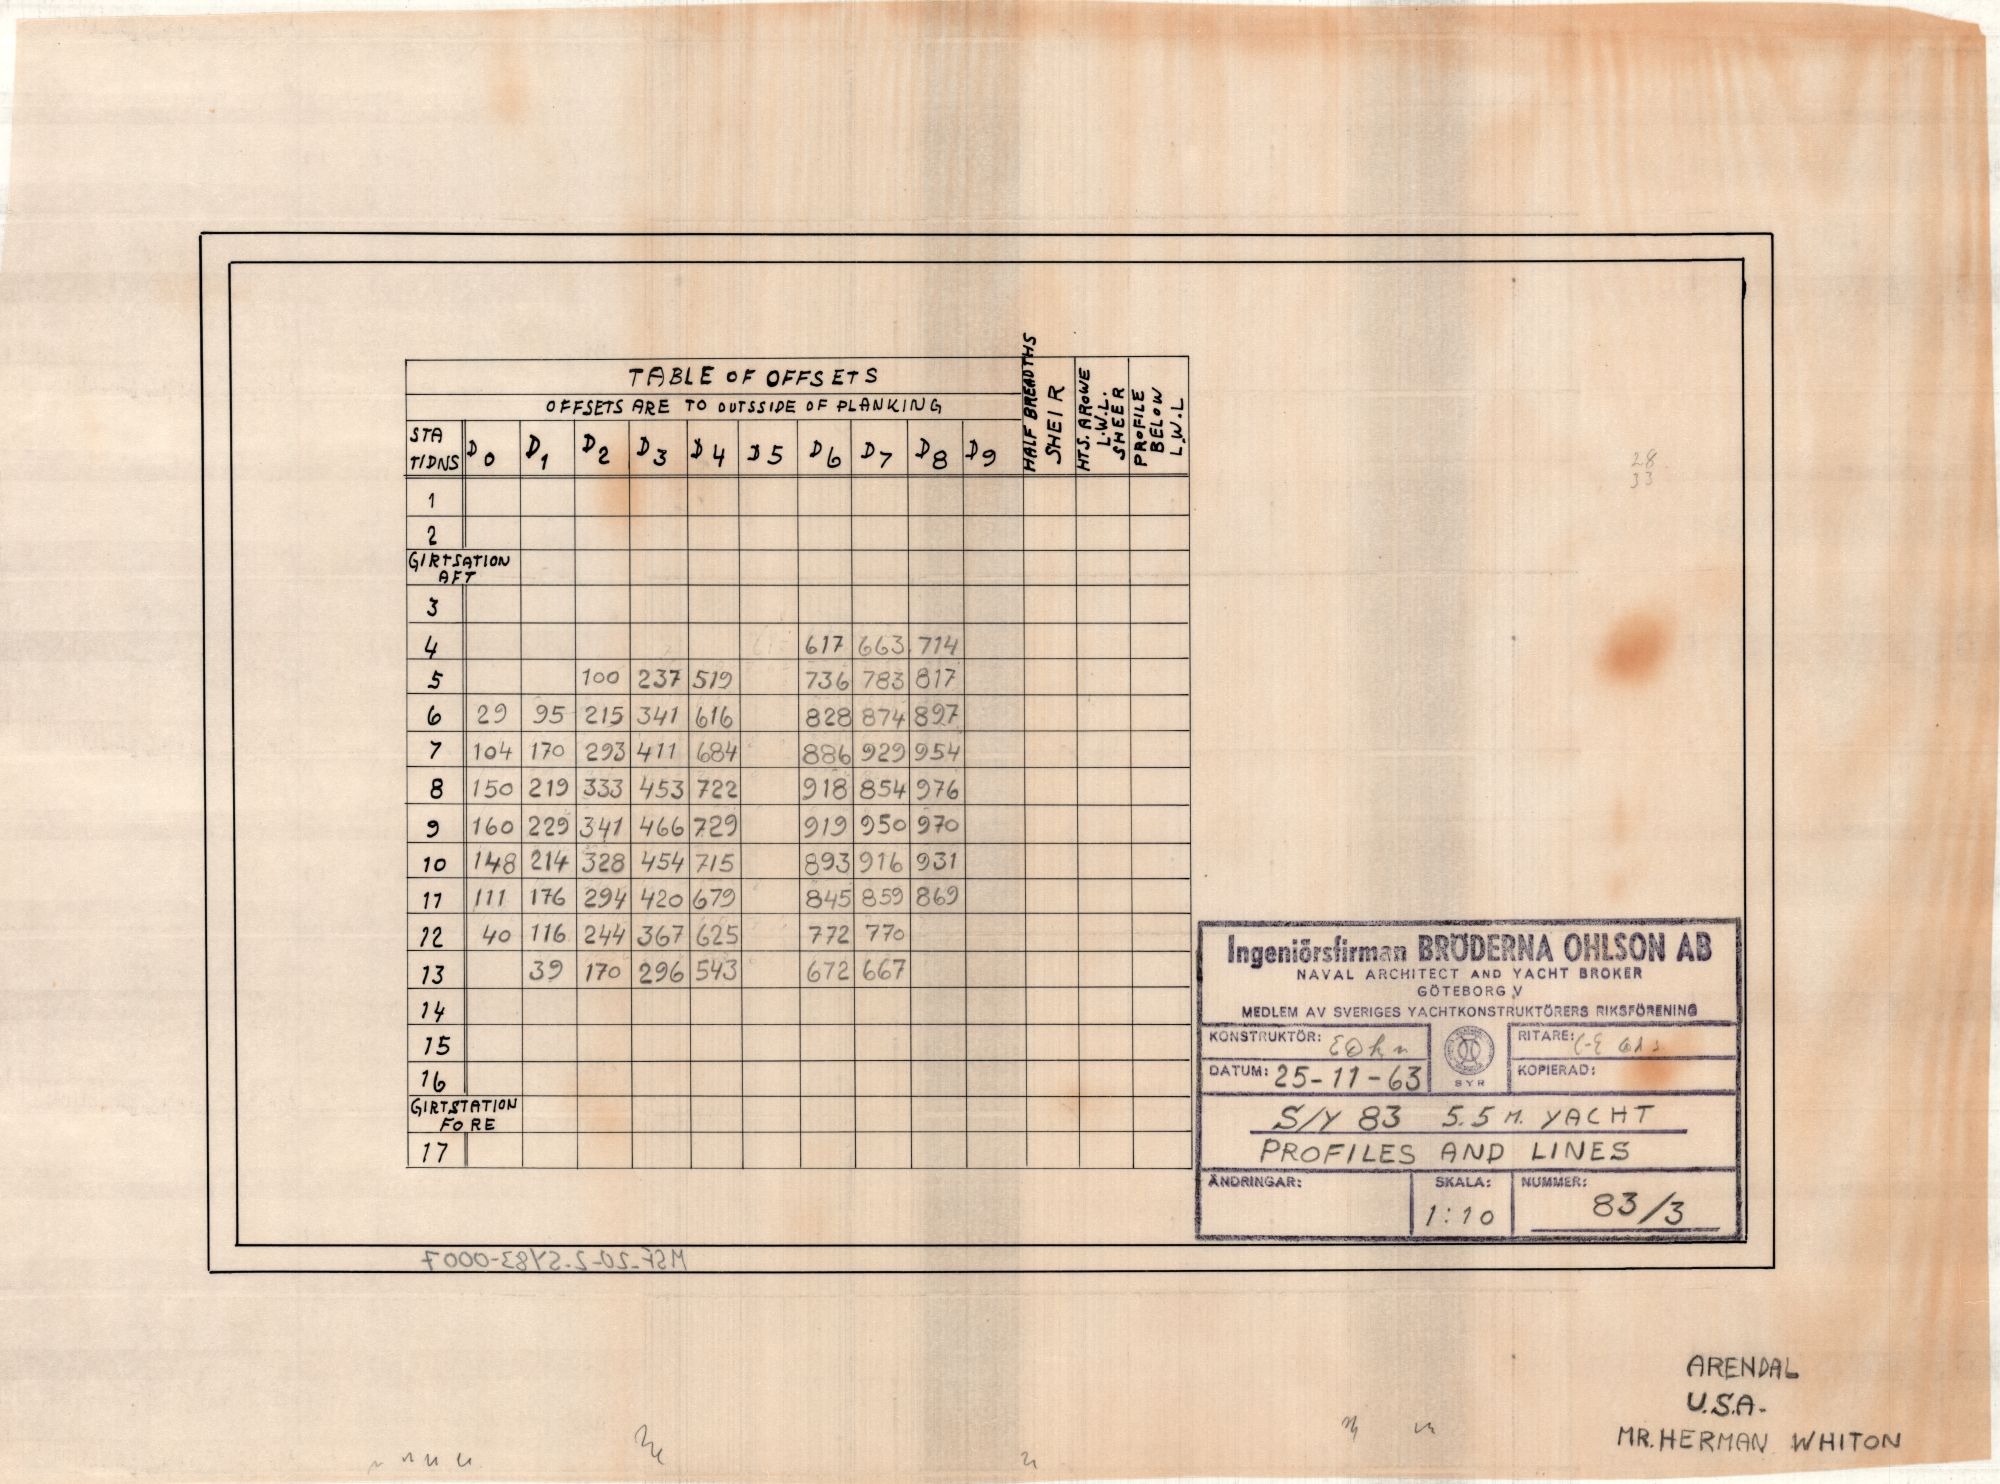 TABLE OF OFFSETS
OFFSETS ARE TO OUTSSIDE OF PLANKING
HALF BREADTHS SHEIR
HTS. AROWE L.W.L. SHEER
PROFILE BELOW L.W.L
STA TIDNS D0 D1 D2 D3 D4 D5 D6 D7 D8 D9
1
2
GIRTSATION AFT
3
4 617 663 714
5 100 237 519 736 783 817
6 29 95 215 341 616 828 874 897
7 104 170 293 411 684 886 929 954
8 150 219 333 453 722 918 854 976
9 160 229 341 466 729 919 950 970
10 148 214 328 454 715 893 916 931
11 111 176 294 420 679 845 859 869
12 40 116 244 367 625 772 770
13 39 170 296 543 672 667
14
15
16
GIRTSTATION FORE
17
28
33
Ingeniörsfirman BRÖDERNA OHLSON AB
NAVAL ARCHITECT AND YACHT BROKER
GÖTEBORG V
MEDLEM AV SVERIGES YACHTKONSTRUKTÖRERS RIKSFÖRENING
KONSTRUKTÖR:
RITARE:
DATUM: 25-11-63
SYR
KOPIERAD:
S/Y 83 5.5 M. YACHT
PROFILES AND LINES
ÄNDRINGAR:
SKALA: 1:10
NUMMER: 83/3
MSF_20-2.SY83-0007
ARENDAL
U.S.A.
MR. HERMAN WHITON